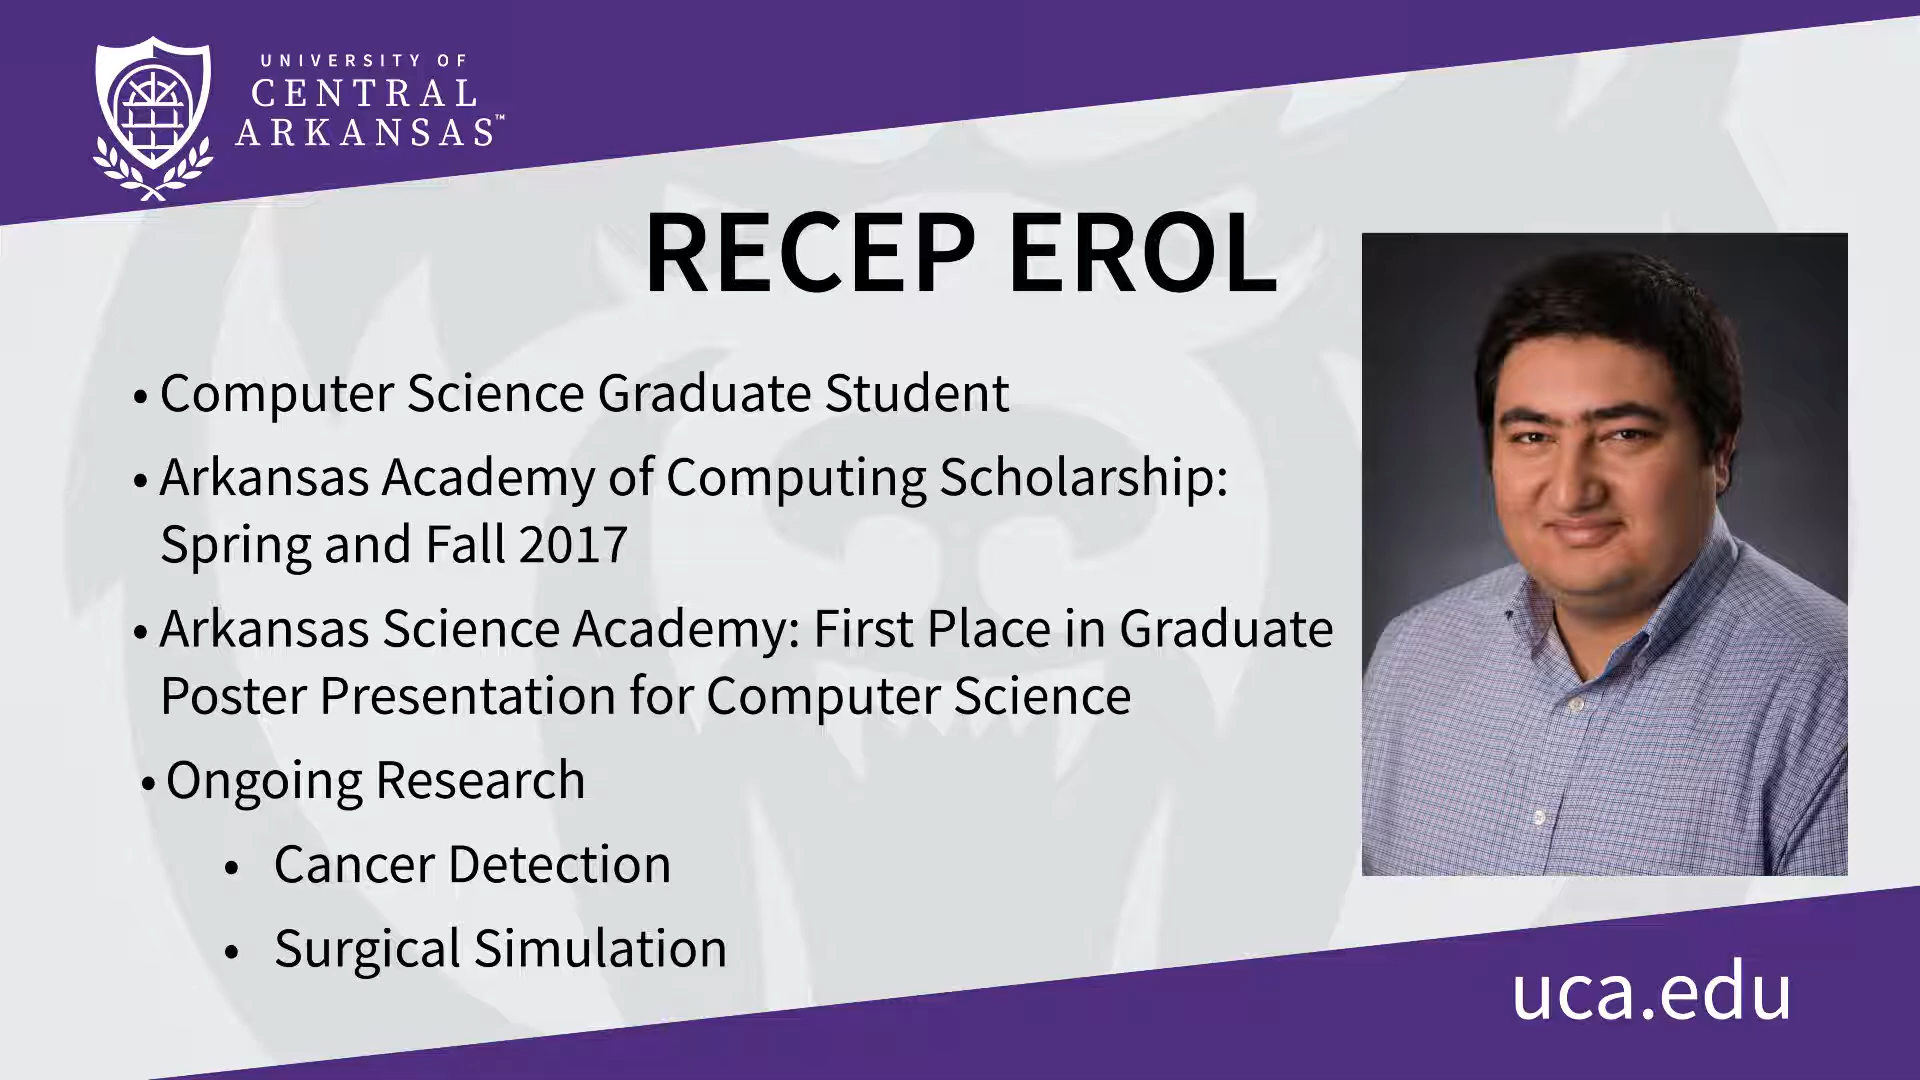 UNIVERSITY OF
CENTRAL
ARKANSAS™
RECEP EROL
• Computer Science Graduate Student
• Arkansas Academy of Computing Scholarship:
Spring and Fall 2017
• Arkansas Science Academy: First Place in Graduate
Poster Presentation for Computer Science
• Ongoing Research
• Cancer Detection
• Surgical Simulation
uca.edu